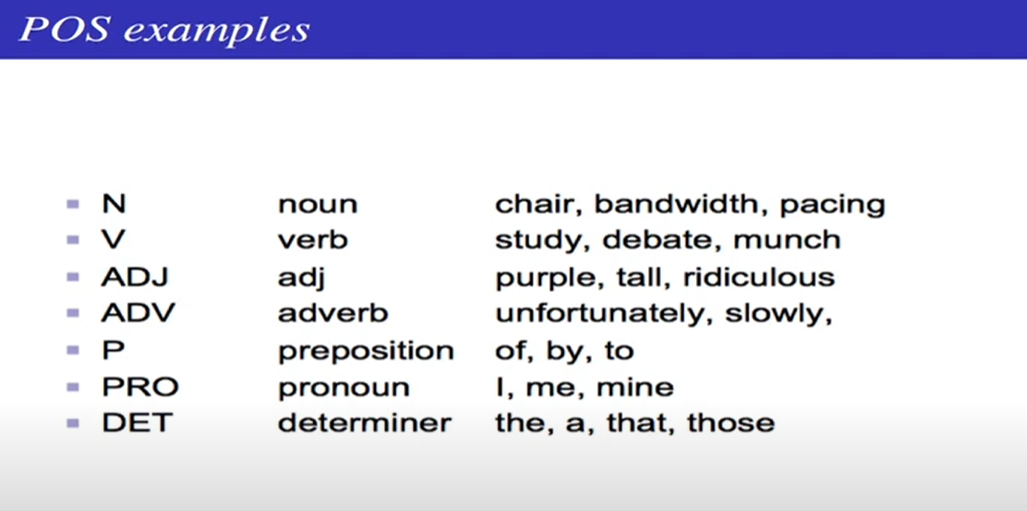 POS examples
N noun chair, bandwidth, pacing
V verb study, debate, munch
ADJ adj purple, tall, ridiculous
ADV adverb unfortunately, slowly,
P preposition of, by, to
PRO pronoun I, me, mine
DET determiner the, a, that, those